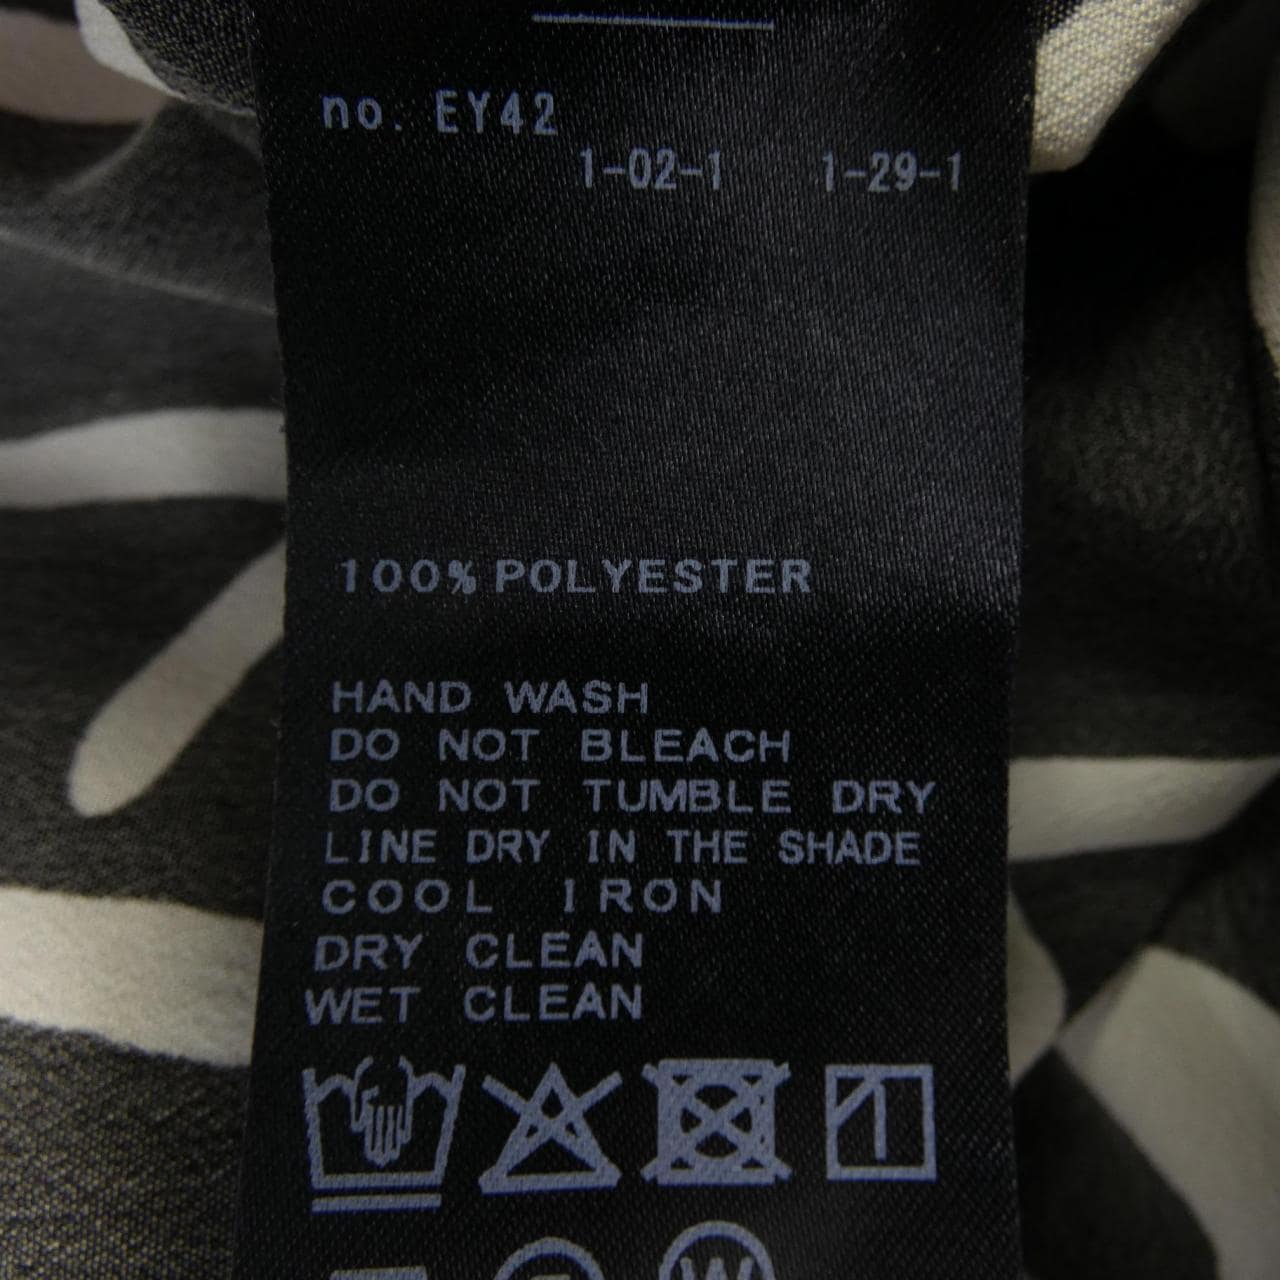 no. EY42
1-02-1 1-29-1
100% POLYESTER
HAND WASH
DO NOT BLEACH
DO NOT TUMBLE DRY
LINE DRY IN THE SHADE
COOL IRON
DRY CLEAN
WET CLEAN
W